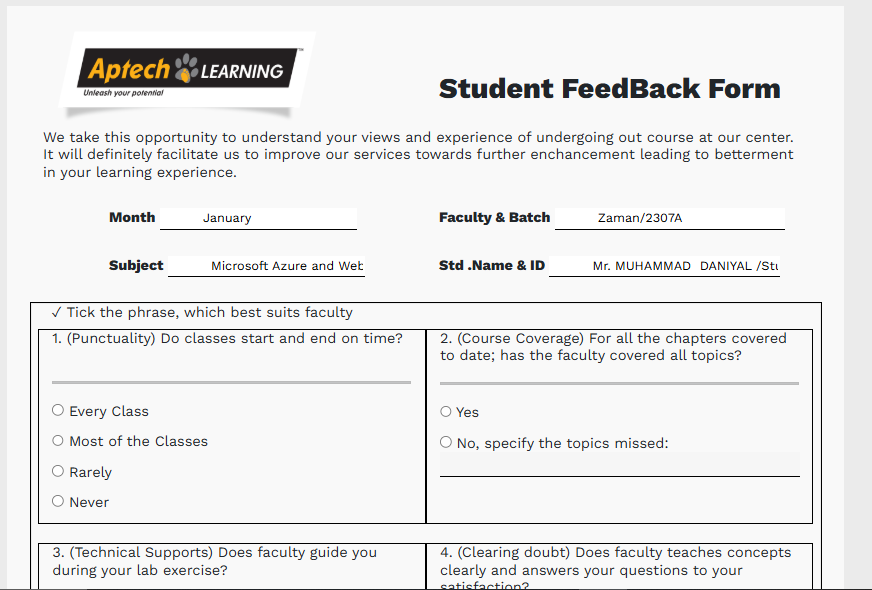 Aptech LEARNING
Unleash your potential
Student FeedBack Form
We take this opportunity to understand your views and experience of undergoing out course at our center.
It will definitely facilitate us to improve our services towards further enchancement leading to betterment
in your learning experience.
Month January
Faculty & Batch Zaman/2307A
Subject Microsoft Azure and Web
Std .Name & ID Mr. MUHAMMAD DANIYAL /Stu
✓ Tick the phrase, which best suits faculty
1. (Punctuality) Do classes start and end on time?
Every Class
Most of the Classes
Rarely
Never
2. (Course Coverage) For all the chapters covered
to date; has the faculty covered all topics?
Yes
No, specify the topics missed:
3. (Technical Supports) Does faculty guide you
during your lab exercise?
4. (Clearing doubt) Does faculty teaches concepts
clearly and answers your questions to your
satisfaction?